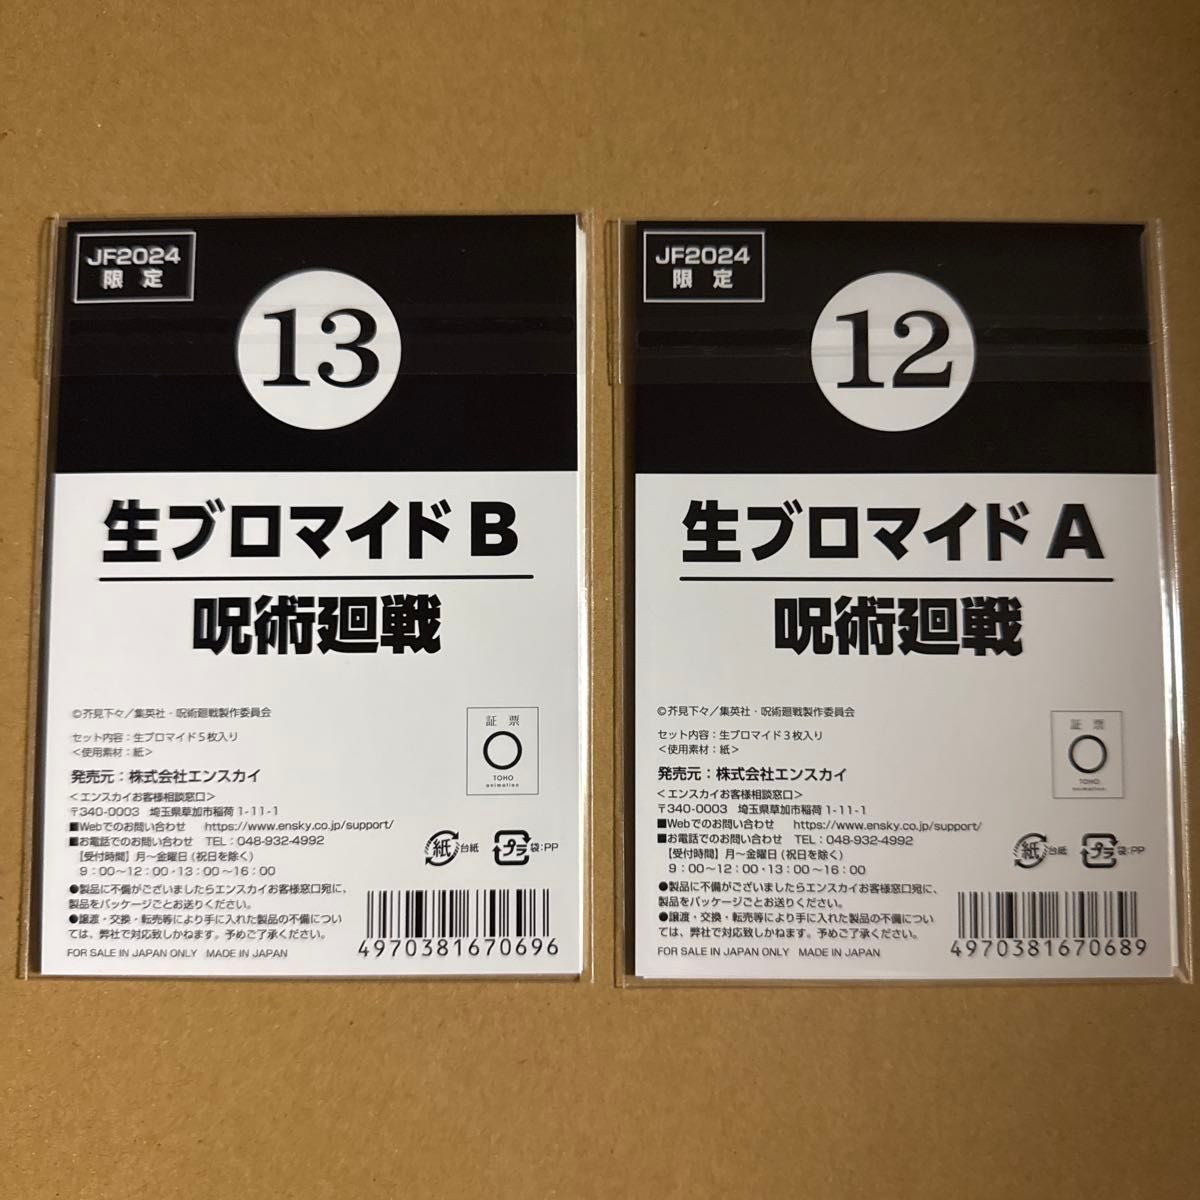 JF2024
限定
13
生ブロマイド B
呪術廻戦
©芥見下々／集英社・呪術廻戦製作委員会
セット内容：生ブロマイド５枚入り
＜使用素材：紙＞
発売元：株式会社エンスカイ
＜エンスカイお客様相談窓口＞
〒340-0003　埼玉県草加市稲荷 1-11-1
■Webでのお問い合わせ　https://www.ensky.co.jp/support/
■お電話でのお問い合わせ　TEL：048-932-4992
【受付時間】月～金曜日（祝日を除く）
9：00～12：00・13：00～16：00
●製品に不備がございましたらエンスカイお客様窓口宛に、
製品をパッケージごとお送りください。
●譲渡・交換・転売等により手に入れた製品の不備につい
ては、弊社で対応致しかねます。予めご了承ください。
FOR SALE IN JAPAN ONLY　MADE IN JAPAN
証票
TOHO
animation
紙 台紙
プラ 袋:PP
4970381670696
JF2024
限定
12
生ブロマイド A
呪術廻戦
©芥見下々／集英社・呪術廻戦製作委員会
セット内容：生ブロマイド３枚入り
＜使用素材：紙＞
発売元：株式会社エンスカイ
＜エンスカイお客様相談窓口＞
〒340-0003　埼玉県草加市稲荷 1-11-1
■Webでのお問い合わせ　https://www.ensky.co.jp/support/
■お電話でのお問い合わせ　TEL：048-932-4992
【受付時間】月～金曜日（祝日を除く）
9：00～12：00・13：00～16：00
●製品に不備がございましたらエンスカイお客様窓口宛に、
製品をパッケージごとお送りください。
●譲渡・交換・転売等により手に入れた製品の不備につい
ては、弊社で対応致しかねます。予めご了承ください。
FOR SALE IN JAPAN ONLY　MADE IN JAPAN
証票
TOHO
animation
紙 台紙
プラ 袋:PP
4970381670689